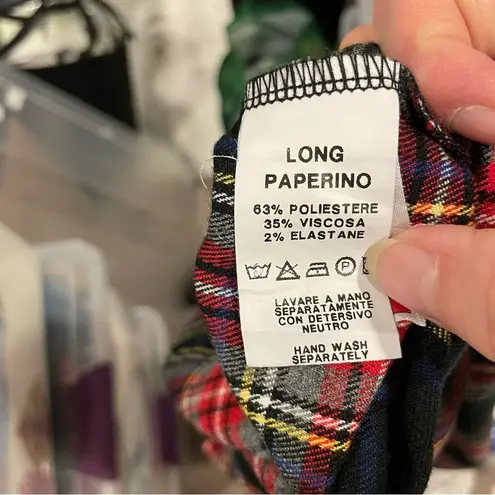 LONG
PAPERINO
63% POLIESTERE
35% VISCOSA
2% ELASTANE
LAVARE A MANO
SEPARATAMENTE
CON DETERSIVO
NEUTRO
HAND WASH
SEPARATELY